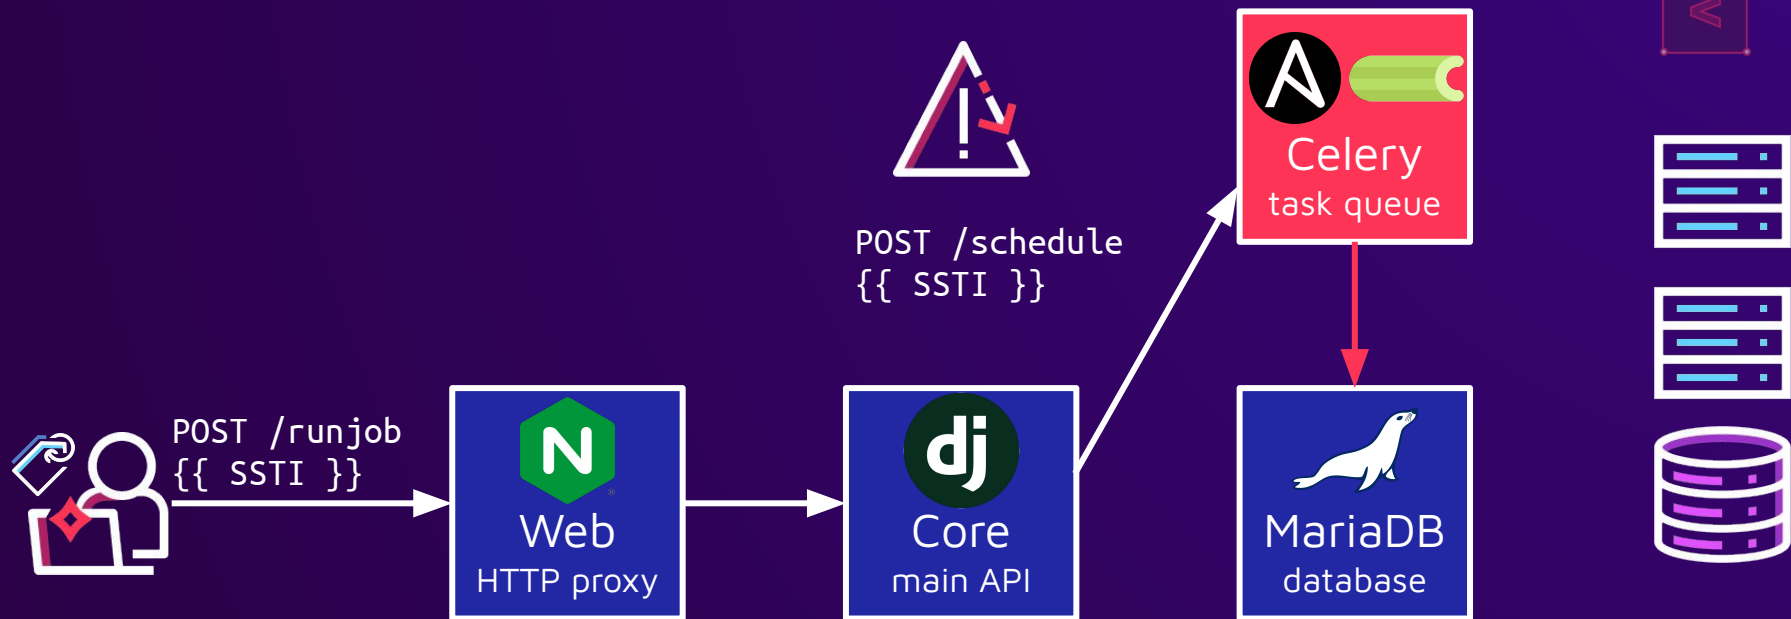 Celery
task queue
POST /schedule
{{ SSTI }}
POST /runjob
{{ SSTI }}
N
Web
HTTP proxy
dj
Core
main API
MariaDB
database